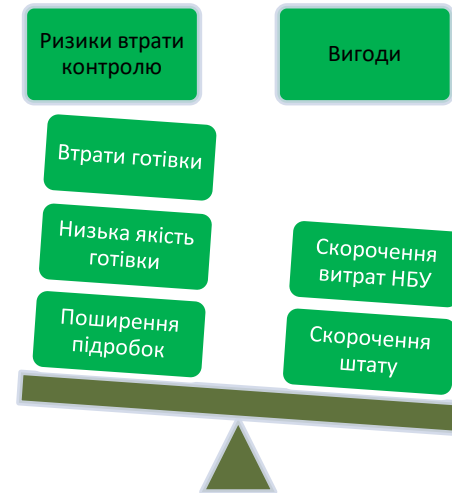 Ризики втрати
контролю
Вигоди
Втрати готівки
Низька якість
готівки
Поширення
підробок
Скорочення
витрат НБУ
Скорочення
штату